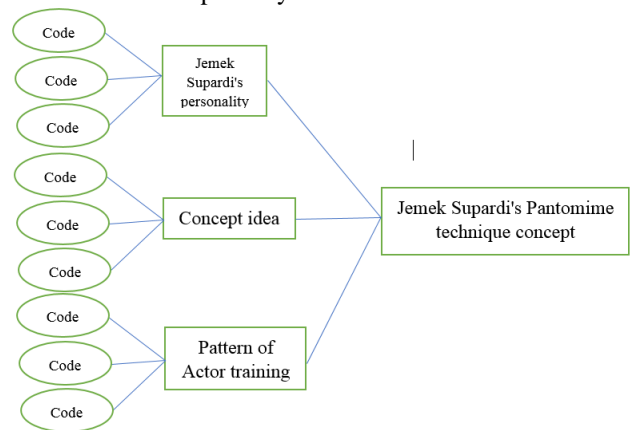 Code
Code
Code
Code
Code
Code
Code
Code
Code
Jemek
Supardi's
personality
Concept idea
Pattern of
Actor training
Jemek Supardi's Pantomime
technique concept